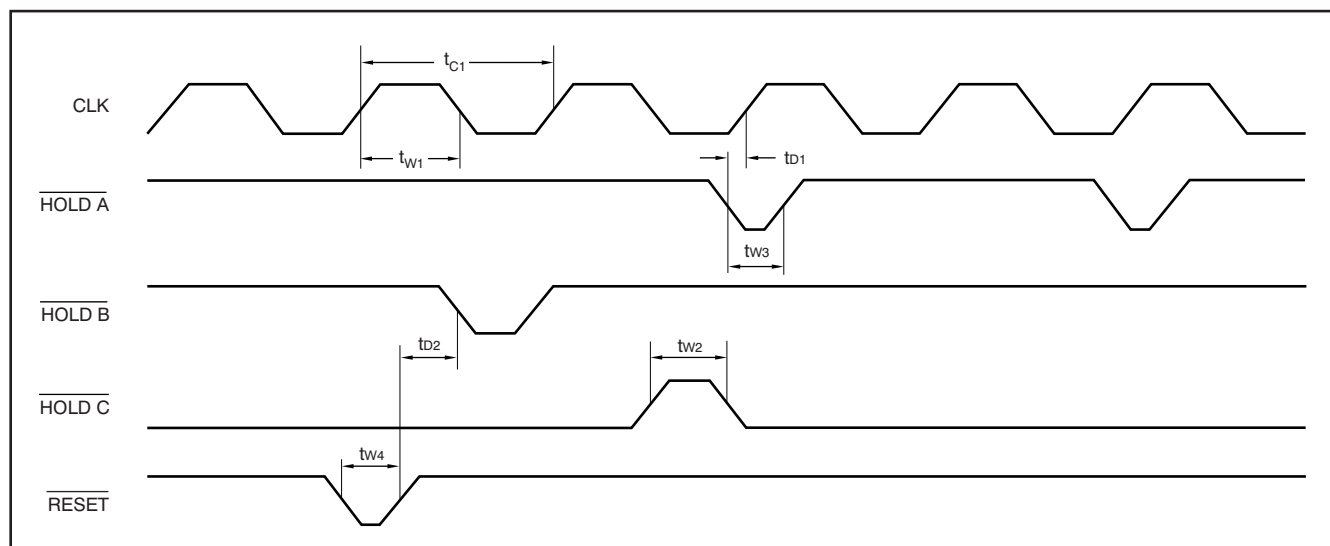 tC1
CLK
tW1
tD1
HOLD A
tW3
HOLD B
tD2
tW2
HOLD C
tW4
RESET